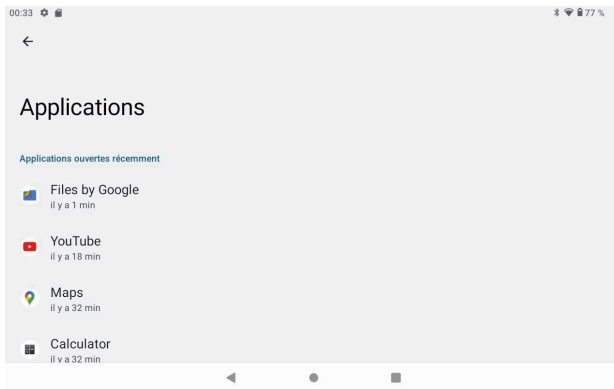 00:33
77 %
Applications
Applications ouvertes récemment
Files by Google
il y a 1 min
YouTube
il y a 18 min
Maps
il y a 32 min
Calculator
il y a 32 min